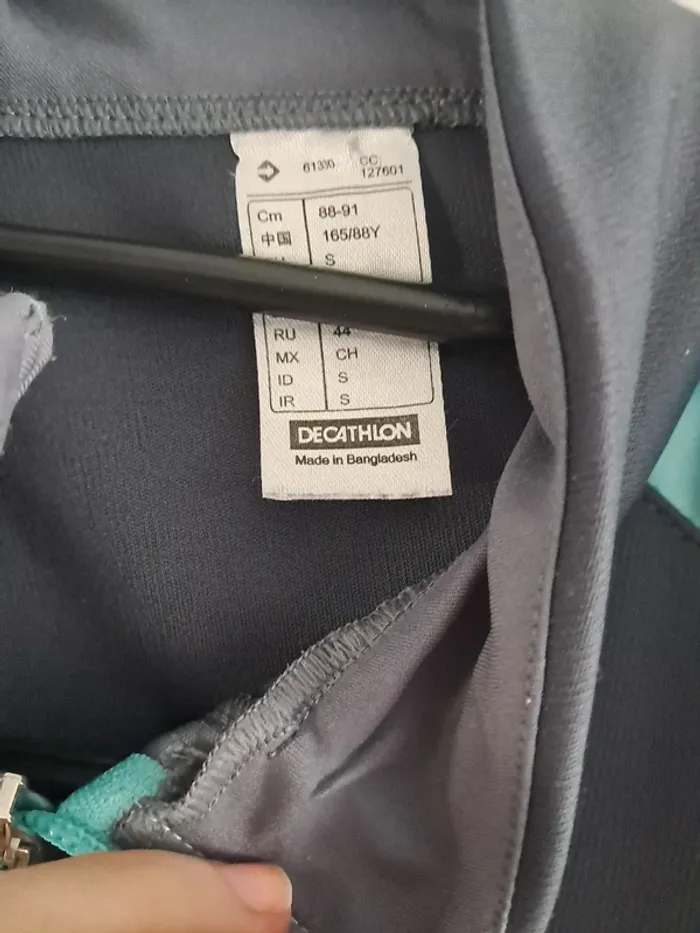 61330 CC:
127601
Cm 88-91
中国 165/88Y
S
RU 44
MX CH
ID S
IR S
DECATHLON
Made in Bangladesh